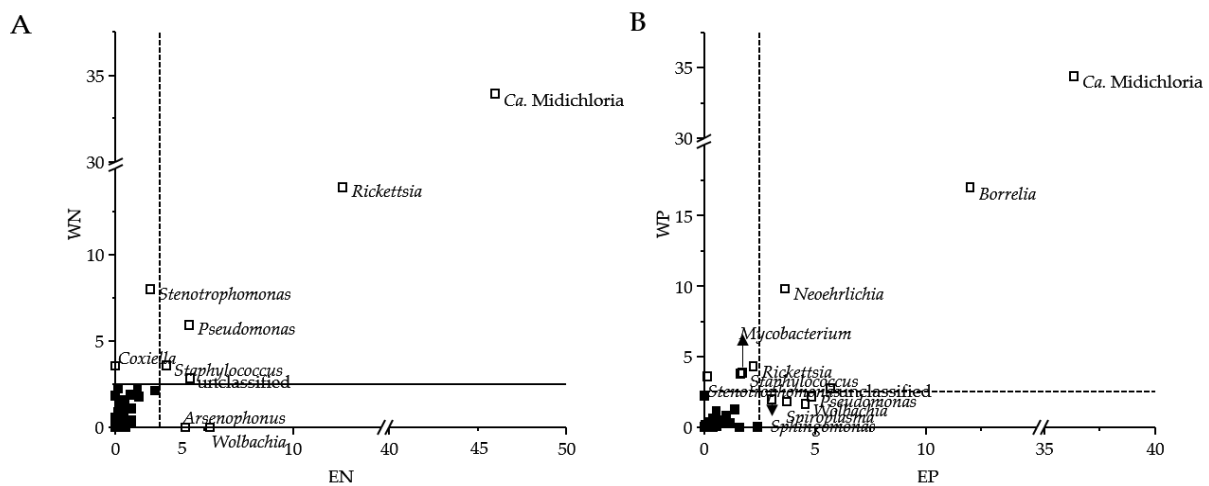 A
B
35
Ca. Midichloria
30
Rickettsia
WN
10
Stenotrophomonas
Pseudomonas
5
Coxiella
Staphylococcus
unclassified
Arsenophonus
0
Wolbachia
0
5
10
40
50
EN
35
Ca. Midichloria
30
Borrelia
15
WP
10
Neoehrlichia
Mycobacterium
5
Rickettsia
Staphylococcus
Stenotrophomonas
unclassified
Pseudomonas
Wolbachia
Spiroplasma
0
Sphingomonas
0
5
10
35
40
EP